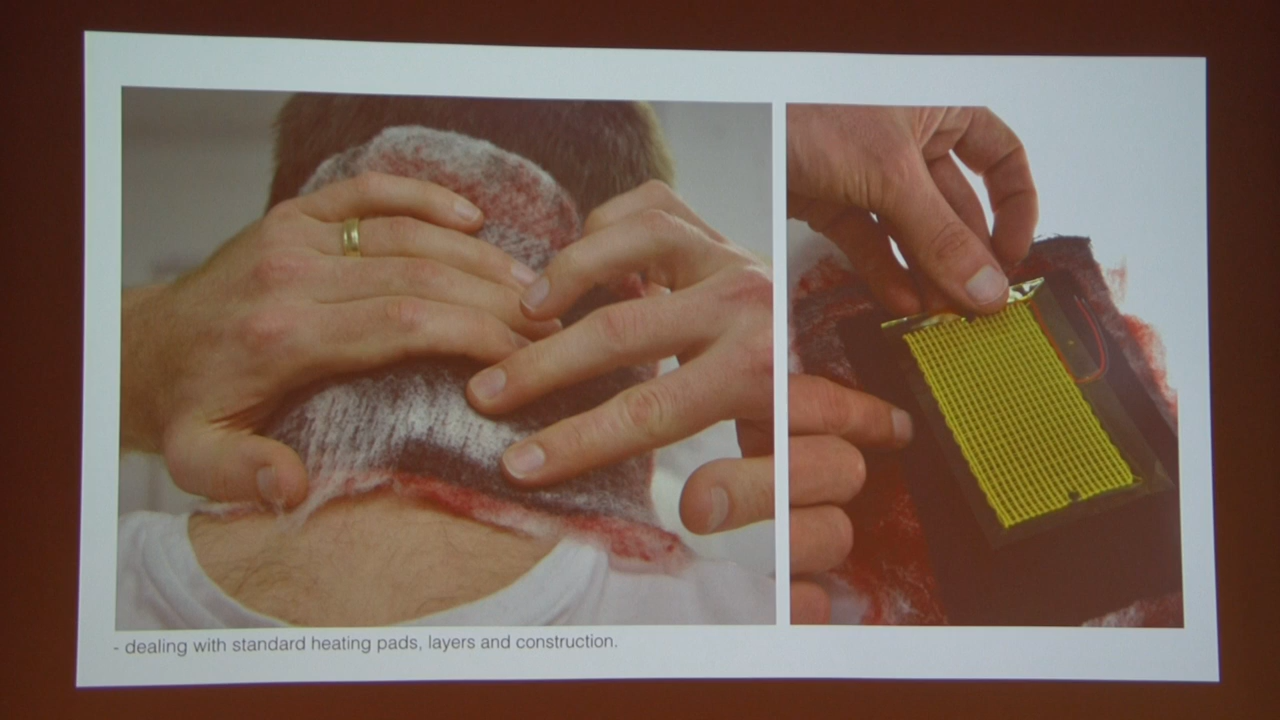 - dealing with standard heating pads, layers and construction.